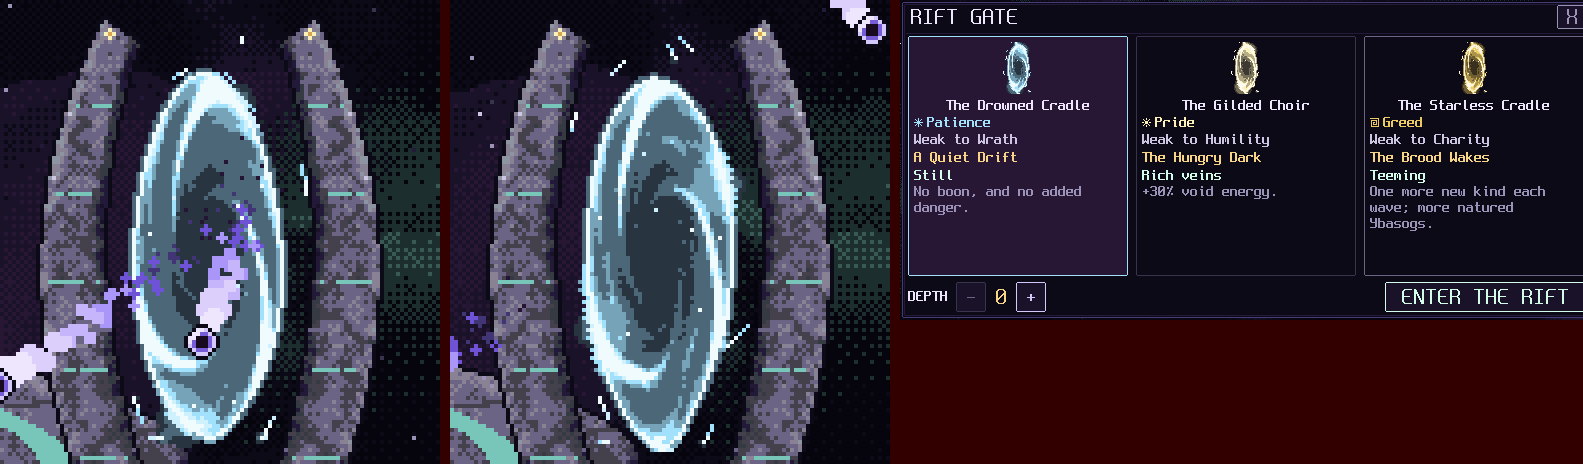 RIFT GATE
X
The Drowned Cradle
Patience
Weak to Wrath
A Quiet Drift
Still
No boon, and no added
danger.
The Gilded Choir
Pride
Weak to Humility
The Hungry Dark
Rich veins
+30% void energy.
The Starless Cradle
Greed
Weak to Charity
The Brood Wakes
Teeming
One more new kind each
wave; more natured
Ybasogs.
DEPTH - 0 +
ENTER THE RIFT